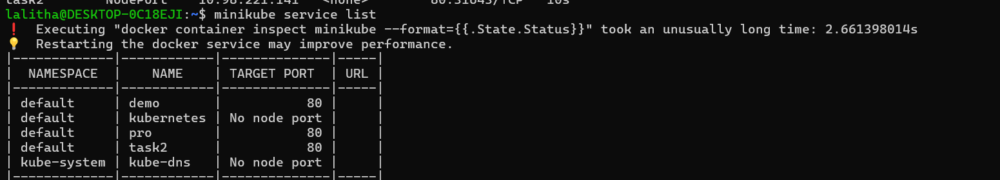 task2 NodePort 10.98.221.141 <none> 80:31643/TCP 10s
lalitha@DESKTOP-0C18EJI:~$ minikube service list
❗ Executing "docker container inspect minikube --format={{.State.Status}}" took an unusually long time: 2.661398014s
💡 Restarting the docker service may improve performance.
|-------------|------------|--------------|-----|
| NAMESPACE | NAME | TARGET PORT | URL |
|-------------|------------|--------------|-----|
| default | demo | 80 | |
| default | kubernetes | No node port | |
| default | pro | 80 | |
| default | task2 | 80 | |
| kube-system | kube-dns | No node port | |
|-------------|------------|--------------|-----|